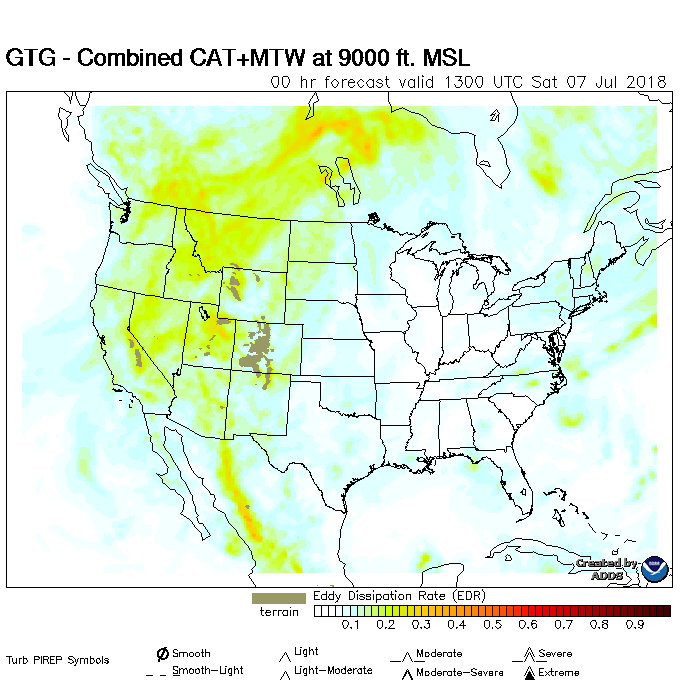 GTG - Combined CAT+MTW at 9000 ft. MSL
00 hr forecast valid 1300 UTC Sat 07 Jul 2018
Created by
ADDS
Eddy Dissipation Rate (EDR)
terrain
0.1 0.2 0.3 0.4 0.5 0.6 0.7 0.8 0.9
Turb PIREP Symbols
Smooth
Light
Moderate
Severe
Smooth-Light
Light-Moderate
Moderate-Severe
Extreme